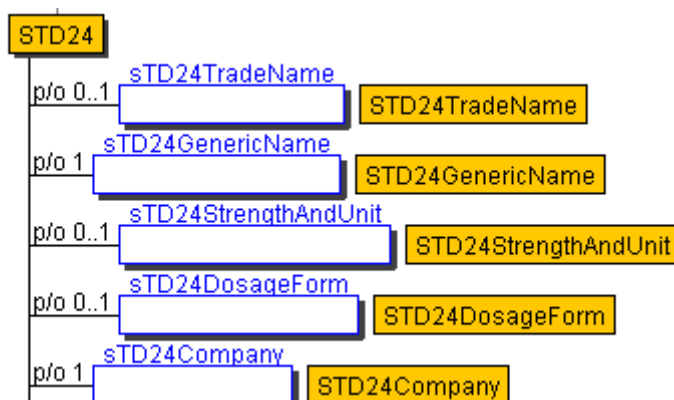 STD24
sTD24TradeName
p/o 0..1
STD24TradeName
sTD24GenericName
p/o 1
STD24GenericName
sTD24StrengthAndUnit
p/o 0..1
STD24StrengthAndUnit
sTD24DosageForm
p/o 0..1
STD24DosageForm
sTD24Company
p/o 1
STD24Company